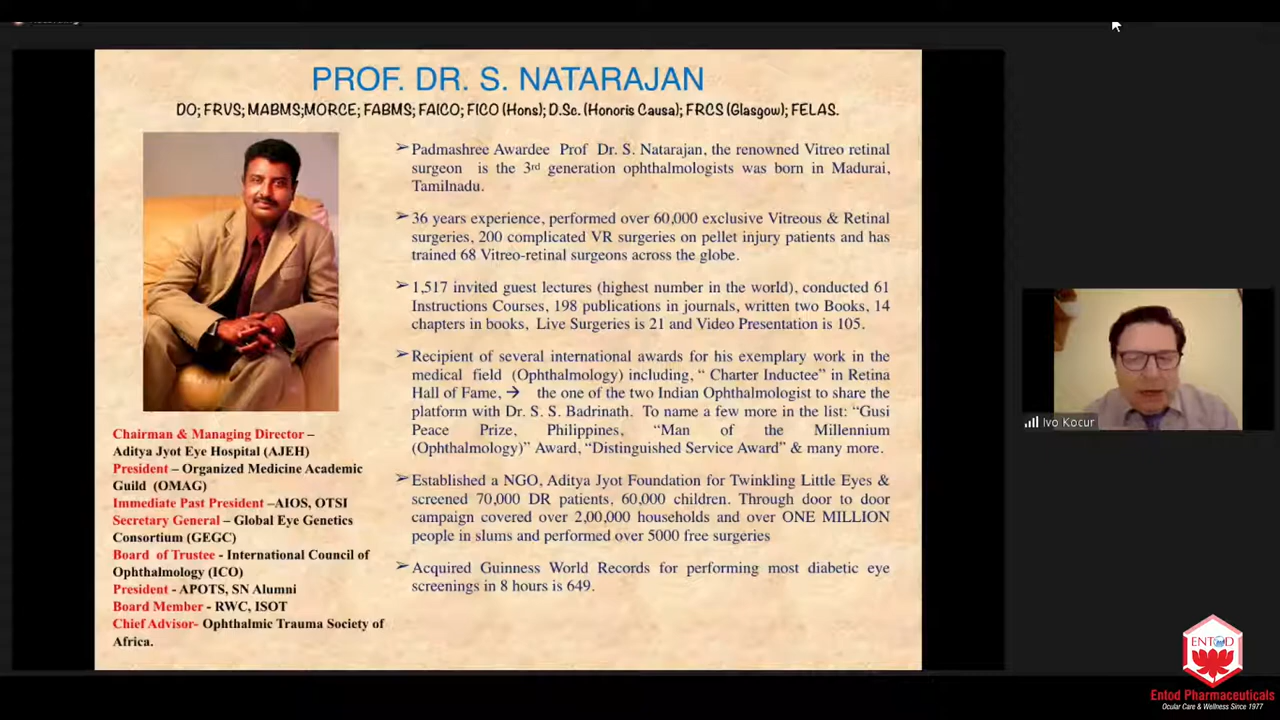 PROF. DR. S. NATARAJAN
DO; FRVS; MABMS;MORCE; FABMS; FAICO; FICO (Hons); D.Sc. (Honoris Causa); FRCS (Glasgow); FELAS.
➢Padmashree Awardee Prof Dr. S. Natarajan, the renowned Vitreo retinal
surgeon is the 3rd generation ophthalmologists was born in Madurai,
Tamilnadu.
➢36 years experience, performed over 60,000 exclusive Vitreous & Retinal
surgeries, 200 complicated VR surgeries on pellet injury patients and has
trained 68 Vitreo-retinal surgeons across the globe.
➢1,517 invited guest lectures (highest number in the world), conducted 61
Instructions Courses, 198 publications in journals, written two Books, 14
chapters in books, Live Surgeries is 21 and Video Presentation is 105.
➢Recipient of several international awards for his exemplary work in the
medical field (Ophthalmology) including, “ Charter Inductee” in Retina
Hall of Fame, → the one of the two Indian Ophthalmologist to share the
platform with Dr. S. S. Badrinath. To name a few more in the list: “Gusi
Peace Prize, Philippines, “Man of the Millennium
(Ophthalmology)” Award, “Distinguished Service Award” & many more.
➢Established a NGO, Aditya Jyot Foundation for Twinkling Little Eyes &
screened 70,000 DR patients, 60,000 children. Through door to door
campaign covered over 2,00,000 households and over ONE MILLION
people in slums and performed over 5000 free surgeries
➢Acquired Guinness World Records for performing most diabetic eye
screenings in 8 hours is 649.
Chairman & Managing Director –
Aditya Jyot Eye Hospital (AJEH)
President – Organized Medicine Academic
Guild (OMAG)
Immediate Past President –AIOS, OTSI
Secretary General – Global Eye Genetics
Consortium (GEGC)
Board of Trustee - International Council of
Ophthalmology (ICO)
President - APOTS, SN Alumni
Board Member - RWC, ISOT
Chief Advisor- Ophthalmic Trauma Society of
Africa.
Ivo Kocur
ENTOD
Entod Pharmaceuticals
Ocular Care & Wellness Since 1977